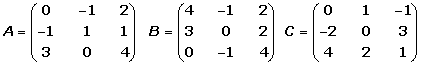 A = ( 0 -1 2 ) B = ( 4 -1 2 ) C = ( 0 1 -1 )
( -1 1 1 ) ( 3 0 2 ) ( -2 0 3 )
( 3 0 4 ) ( 0 -1 4 ) ( 4 2 1 )